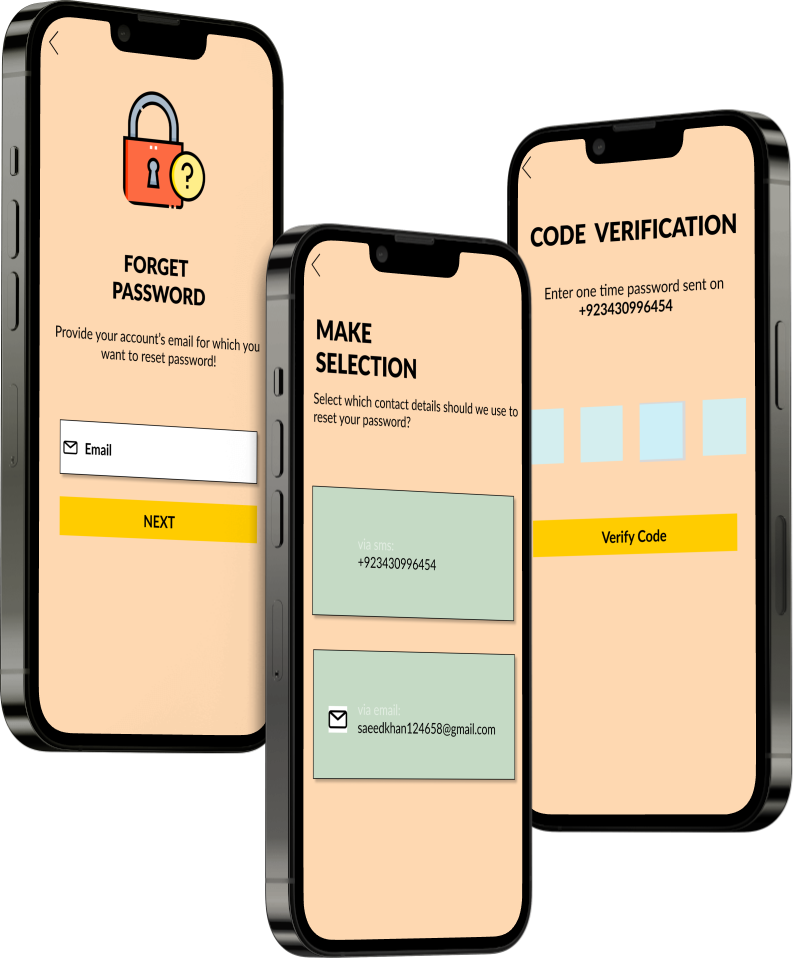 ?
FORGET
PASSWORD
Provide your account's email for which you
want to reset password!
Email
NEXT
MAKE
SELECTION
Select which contact details should we use to
reset your password?
via sms:
+923430996454
via email:
saeedkhan124658@gmail.com
CODE VERIFICATION
Enter one time password sent on
+923430996454
Verify Code